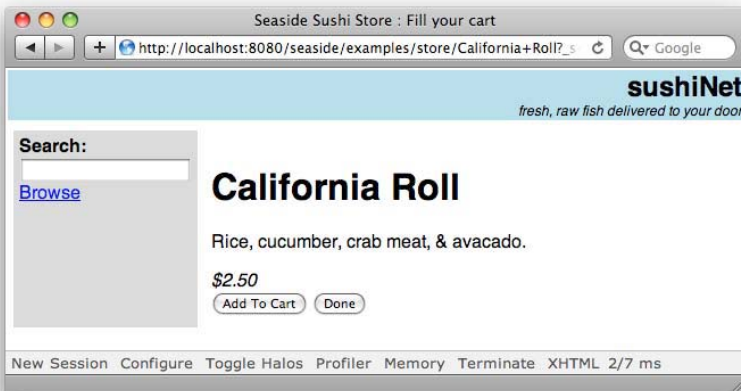 Seaside Sushi Store : Fill your cart
http://localhost:8080/seaside/examples/store/California+Roll?_s
Google
sushiNet
fresh, raw fish delivered to your door
Search:
Browse
California Roll
Rice, cucumber, crab meat, & avacado.
$2.50
Add To Cart Done
New Session Configure Toggle Halos Profiler Memory Terminate XHTML 2/7 ms